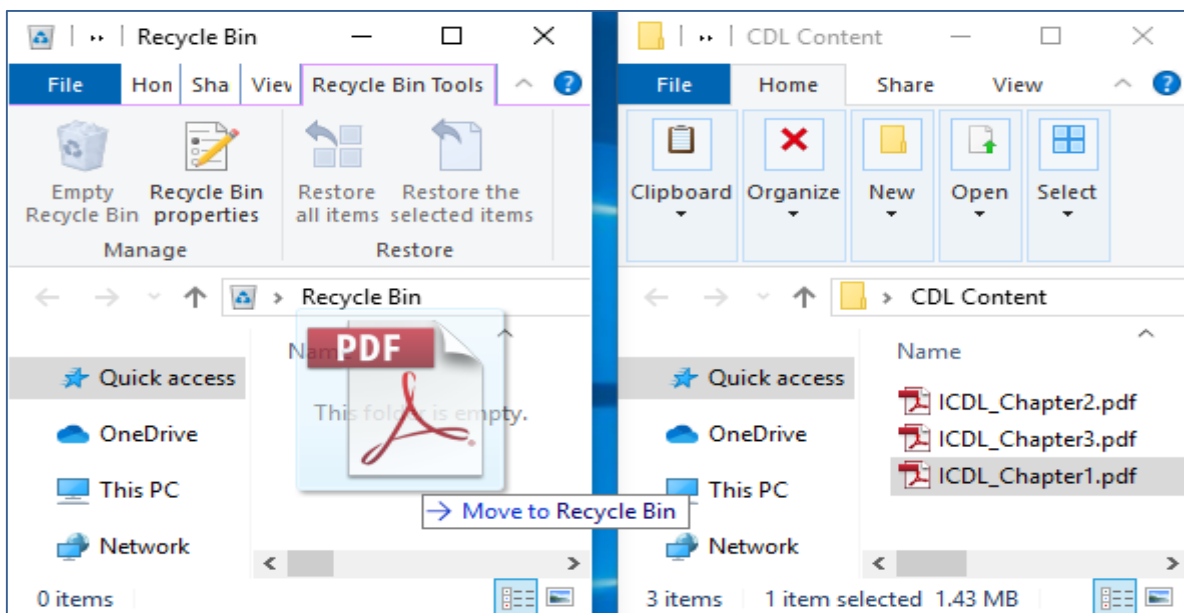 Recycle Bin
File Hon Sha Viev Recycle Bin Tools ?
Empty Recycle Bin
Recycle Bin properties
Restore all items
Restore the selected items
Manage
Restore
Recycle Bin
Name
PDF
This folder is empty.
Quick access
OneDrive
This PC
Network
Move to Recycle Bin
0 items
CDL Content
File Home Share View ?
Clipboard Organize New Open Select
CDL Content
Name
ICDL_Chapter2.pdf
ICDL_Chapter3.pdf
ICDL_Chapter1.pdf
Quick access
OneDrive
This PC
Network
3 items 1 item selected 1.43 MB